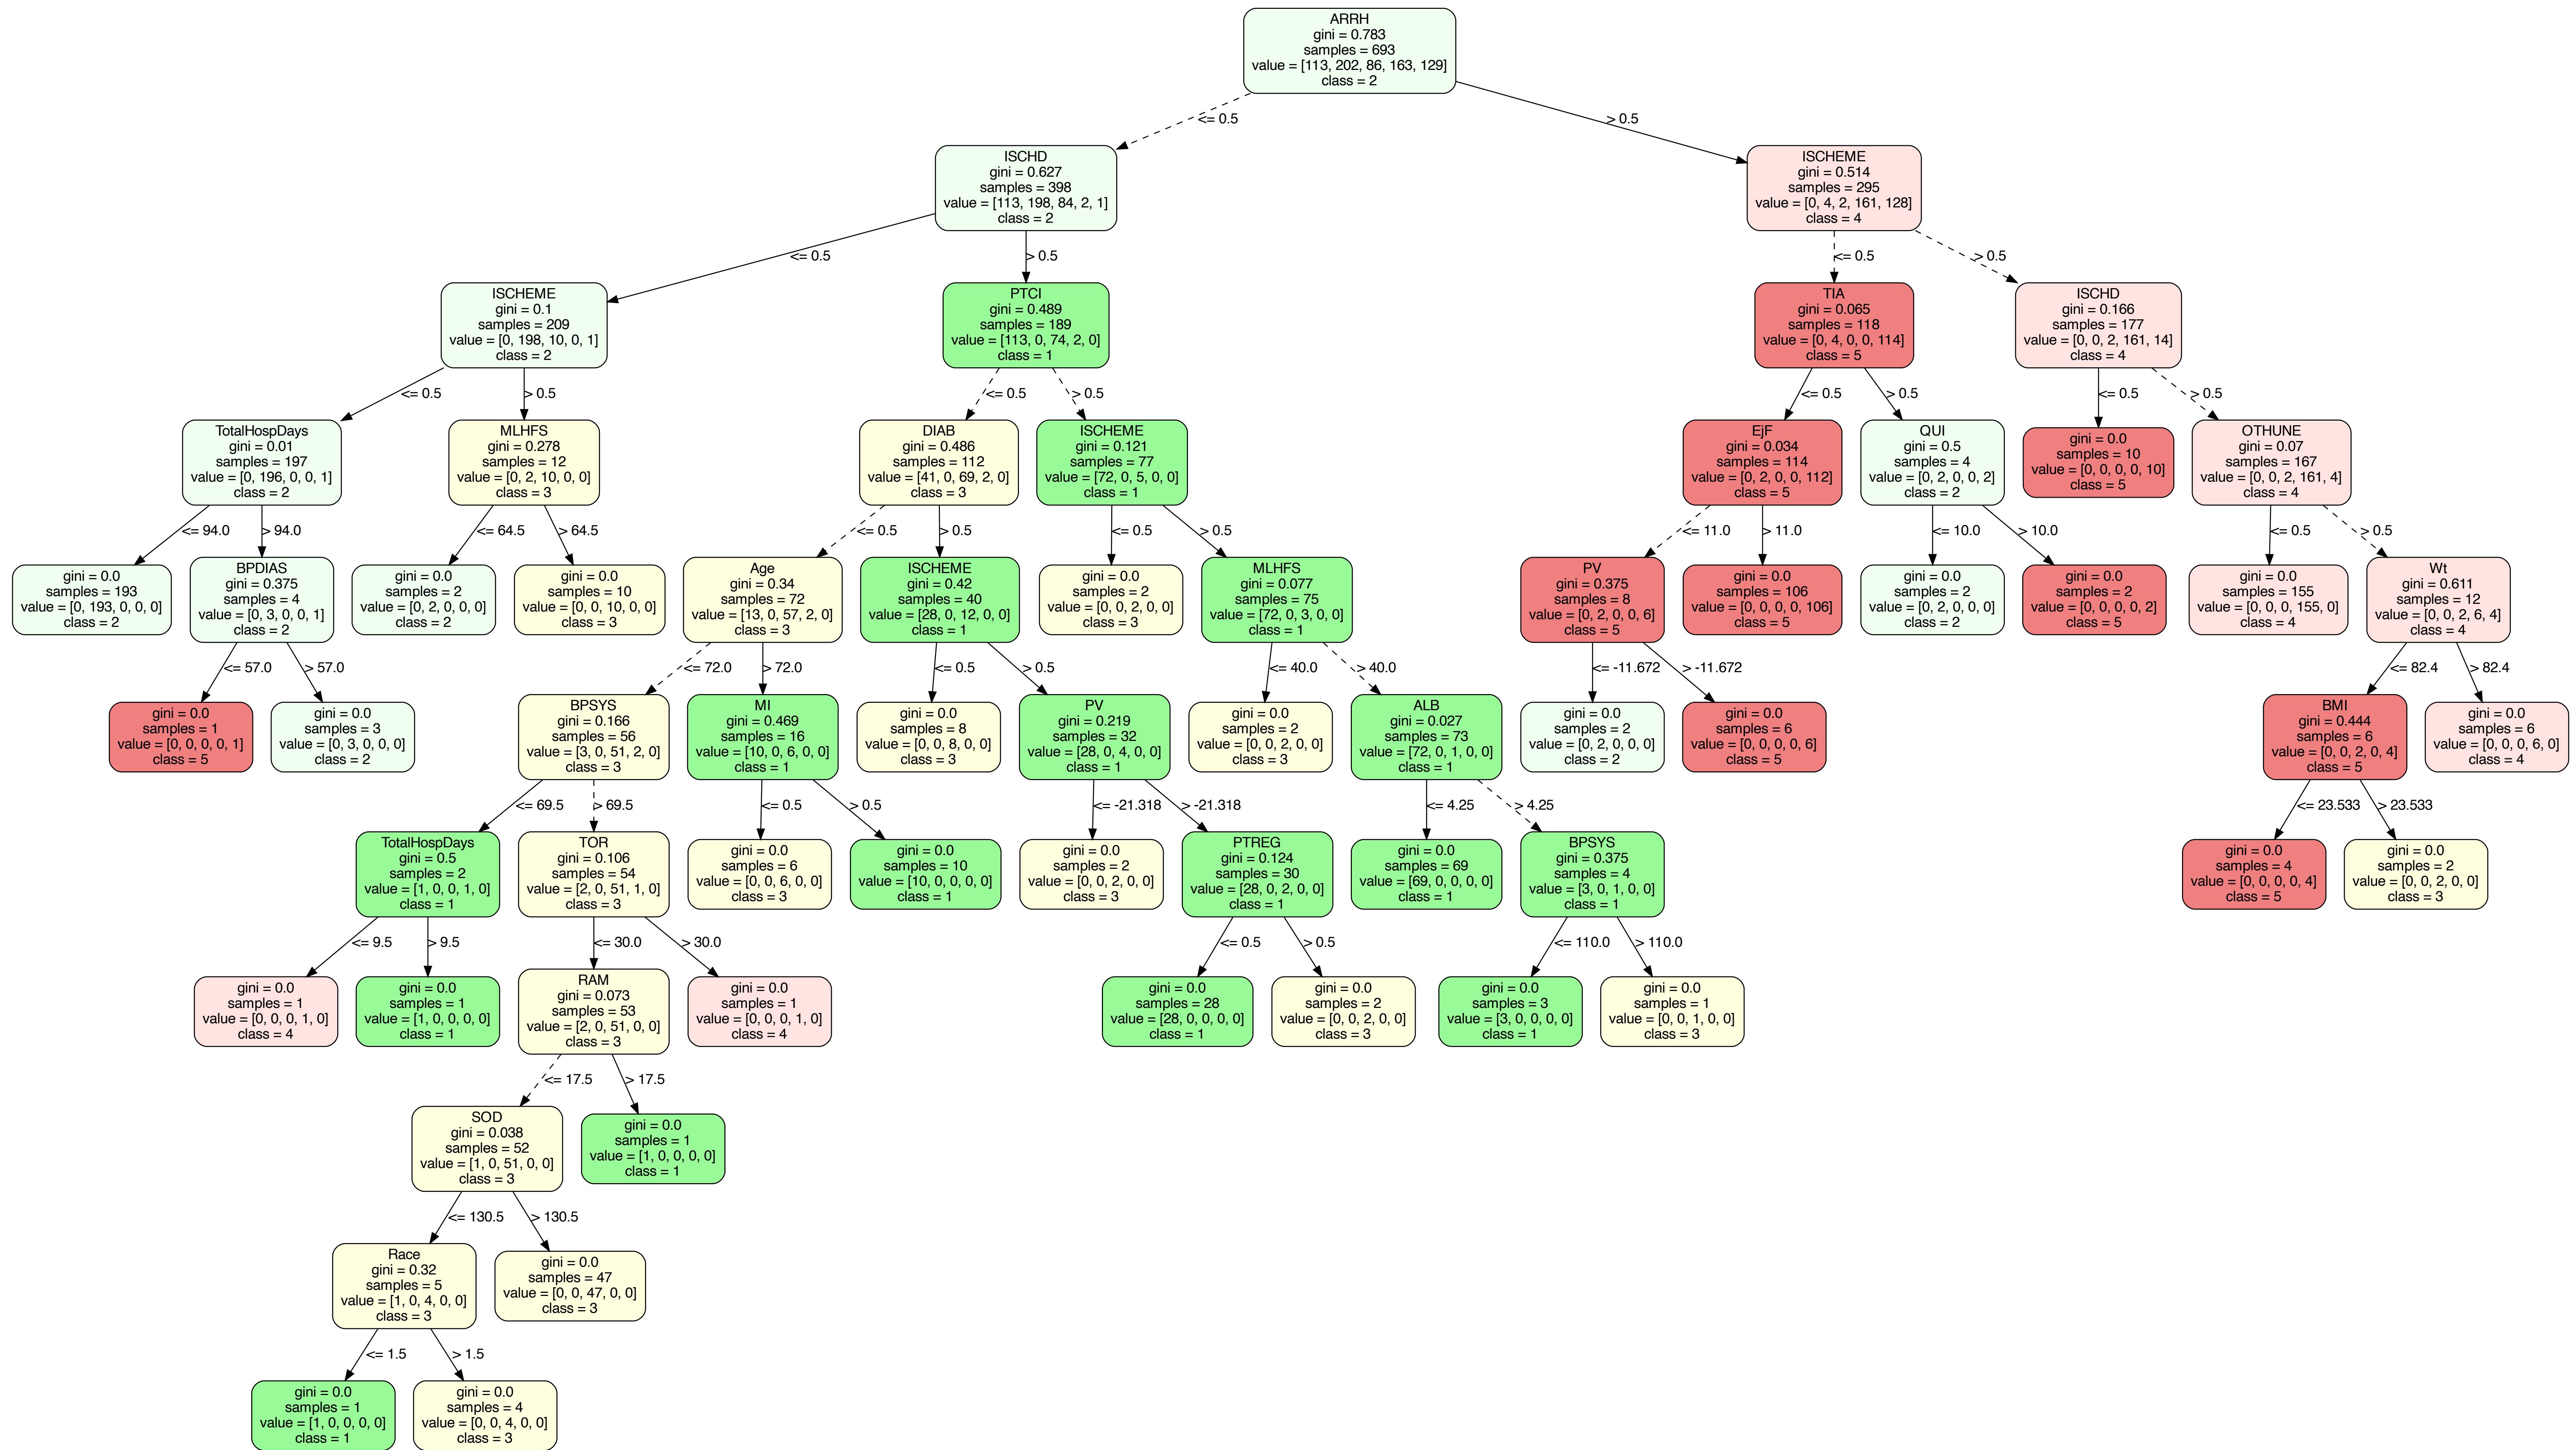 ARRH
gini = 0.783
samples = 693
value = [113, 202, 86, 163, 129]
class = 2
<= 0.5
> 0.5
ISCHD
gini = 0.627
samples = 398
value = [113, 198, 84, 2, 1]
class = 2
ISCHEME
gini = 0.514
samples = 295
value = [0, 4, 2, 161, 128]
class = 4
<= 0.5
> 0.5
<= 0.5
> 0.5
ISCHEME
gini = 0.1
samples = 209
value = [0, 198, 10, 0, 1]
class = 2
PTCI
gini = 0.489
samples = 189
value = [113, 0, 74, 2, 0]
class = 1
TIA
gini = 0.065
samples = 118
value = [0, 4, 0, 0, 114]
class = 5
ISCHD
gini = 0.166
samples = 177
value = [0, 0, 2, 161, 14]
class = 4
<= 0.5
> 0.5
<= 0.5
> 0.5
<= 0.5
> 0.5
<= 0.5
> 0.5
TotalHospDays
gini = 0.01
samples = 197
value = [0, 196, 0, 0, 1]
class = 2
MLHFS
gini = 0.278
samples = 12
value = [0, 2, 10, 0, 0]
class = 3
DIAB
gini = 0.486
samples = 112
value = [41, 0, 69, 2, 0]
class = 3
ISCHEME
gini = 0.121
samples = 77
value = [72, 0, 5, 0, 0]
class = 1
EjF
gini = 0.034
samples = 114
value = [0, 2, 0, 0, 112]
class = 5
QUI
gini = 0.5
samples = 4
value = [0, 2, 0, 0, 2]
class = 2
gini = 0.0
samples = 10
value = [0, 0, 0, 0, 10]
class = 5
OTHUNE
gini = 0.07
samples = 167
value = [0, 0, 2, 161, 4]
class = 4
<= 94.0
> 94.0
<= 64.5
> 64.5
<= 0.5
> 0.5
<= 0.5
> 0.5
<= 11.0
> 11.0
<= 10.0
> 10.0
<= 0.5
> 0.5
gini = 0.0
samples = 193
value = [0, 193, 0, 0, 0]
class = 2
BPDIAS
gini = 0.375
samples = 4
value = [0, 3, 0, 0, 1]
class = 2
gini = 0.0
samples = 2
value = [0, 2, 0, 0, 0]
class = 2
gini = 0.0
samples = 10
value = [0, 0, 10, 0, 0]
class = 3
Age
gini = 0.34
samples = 72
value = [13, 0, 57, 2, 0]
class = 3
ISCHEME
gini = 0.42
samples = 40
value = [28, 0, 12, 0, 0]
class = 1
gini = 0.0
samples = 2
value = [0, 0, 2, 0, 0]
class = 3
MLHFS
gini = 0.077
samples = 75
value = [72, 0, 3, 0, 0]
class = 1
PV
gini = 0.375
samples = 8
value = [0, 2, 0, 0, 6]
class = 5
gini = 0.0
samples = 106
value = [0, 0, 0, 0, 106]
class = 5
gini = 0.0
samples = 2
value = [0, 2, 0, 0, 0]
class = 2
gini = 0.0
samples = 2
value = [0, 0, 0, 0, 2]
class = 5
gini = 0.0
samples = 155
value = [0, 0, 0, 155, 0]
class = 4
Wt
gini = 0.611
samples = 12
value = [0, 0, 2, 6, 4]
class = 4
<= 57.0
> 57.0
<= 72.0
> 72.0
<= 0.5
> 0.5
<= 40.0
> 40.0
<= -11.672
> -11.672
<= 82.4
> 82.4
gini = 0.0
samples = 1
value = [0, 0, 0, 0, 1]
class = 5
gini = 0.0
samples = 3
value = [0, 3, 0, 0, 0]
class = 2
BPSYS
gini = 0.166
samples = 56
value = [3, 0, 51, 2, 0]
class = 3
MI
gini = 0.469
samples = 16
value = [10, 0, 6, 0, 0]
class = 1
gini = 0.0
samples = 8
value = [0, 0, 8, 0, 0]
class = 3
PV
gini = 0.219
samples = 32
value = [28, 0, 4, 0, 0]
class = 1
gini = 0.0
samples = 2
value = [0, 0, 2, 0, 0]
class = 3
ALB
gini = 0.027
samples = 73
value = [72, 0, 1, 0, 0]
class = 1
gini = 0.0
samples = 2
value = [0, 2, 0, 0, 0]
class = 2
gini = 0.0
samples = 6
value = [0, 0, 0, 0, 6]
class = 5
BMI
gini = 0.444
samples = 6
value = [0, 0, 2, 0, 4]
class = 5
gini = 0.0
samples = 6
value = [0, 0, 0, 6, 0]
class = 4
<= 69.5
> 69.5
<= 0.5
> 0.5
<= -21.318
> -21.318
<= 4.25
> 4.25
<= 23.533
> 23.533
TotalHospDays
gini = 0.5
samples = 2
value = [1, 0, 0, 1, 0]
class = 1
TOR
gini = 0.106
samples = 54
value = [2, 0, 51, 1, 0]
class = 3
gini = 0.0
samples = 6
value = [0, 0, 6, 0, 0]
class = 3
gini = 0.0
samples = 10
value = [10, 0, 0, 0, 0]
class = 1
gini = 0.0
samples = 2
value = [0, 0, 2, 0, 0]
class = 3
PTREG
gini = 0.124
samples = 30
value = [28, 0, 2, 0, 0]
class = 1
gini = 0.0
samples = 69
value = [69, 0, 0, 0, 0]
class = 1
BPSYS
gini = 0.375
samples = 4
value = [3, 0, 1, 0, 0]
class = 1
gini = 0.0
samples = 4
value = [0, 0, 0, 0, 4]
class = 5
gini = 0.0
samples = 2
value = [0, 0, 2, 0, 0]
class = 3
<= 9.5
> 9.5
<= 30.0
> 30.0
<= 0.5
> 0.5
<= 110.0
> 110.0
gini = 0.0
samples = 1
value = [0, 0, 0, 1, 0]
class = 4
gini = 0.0
samples = 1
value = [1, 0, 0, 0, 0]
class = 1
RAM
gini = 0.073
samples = 53
value = [2, 0, 51, 0, 0]
class = 3
gini = 0.0
samples = 1
value = [0, 0, 0, 1, 0]
class = 4
gini = 0.0
samples = 28
value = [28, 0, 0, 0, 0]
class = 1
gini = 0.0
samples = 2
value = [0, 0, 2, 0, 0]
class = 3
gini = 0.0
samples = 3
value = [3, 0, 0, 0, 0]
class = 1
gini = 0.0
samples = 1
value = [0, 0, 1, 0, 0]
class = 3
<= 17.5
> 17.5
SOD
gini = 0.038
samples = 52
value = [1, 0, 51, 0, 0]
class = 3
gini = 0.0
samples = 1
value = [1, 0, 0, 0, 0]
class = 1
<= 130.5
> 130.5
Race
gini = 0.32
samples = 5
value = [1, 0, 4, 0, 0]
class = 3
gini = 0.0
samples = 47
value = [0, 0, 47, 0, 0]
class = 3
<= 1.5
> 1.5
gini = 0.0
samples = 1
value = [1, 0, 0, 0, 0]
class = 1
gini = 0.0
samples = 4
value = [0, 0, 4, 0, 0]
class = 3